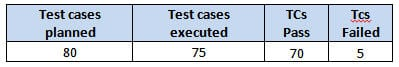 Test cases planned Test cases executed TCs Pass Tcs Failed
80 75 70 5